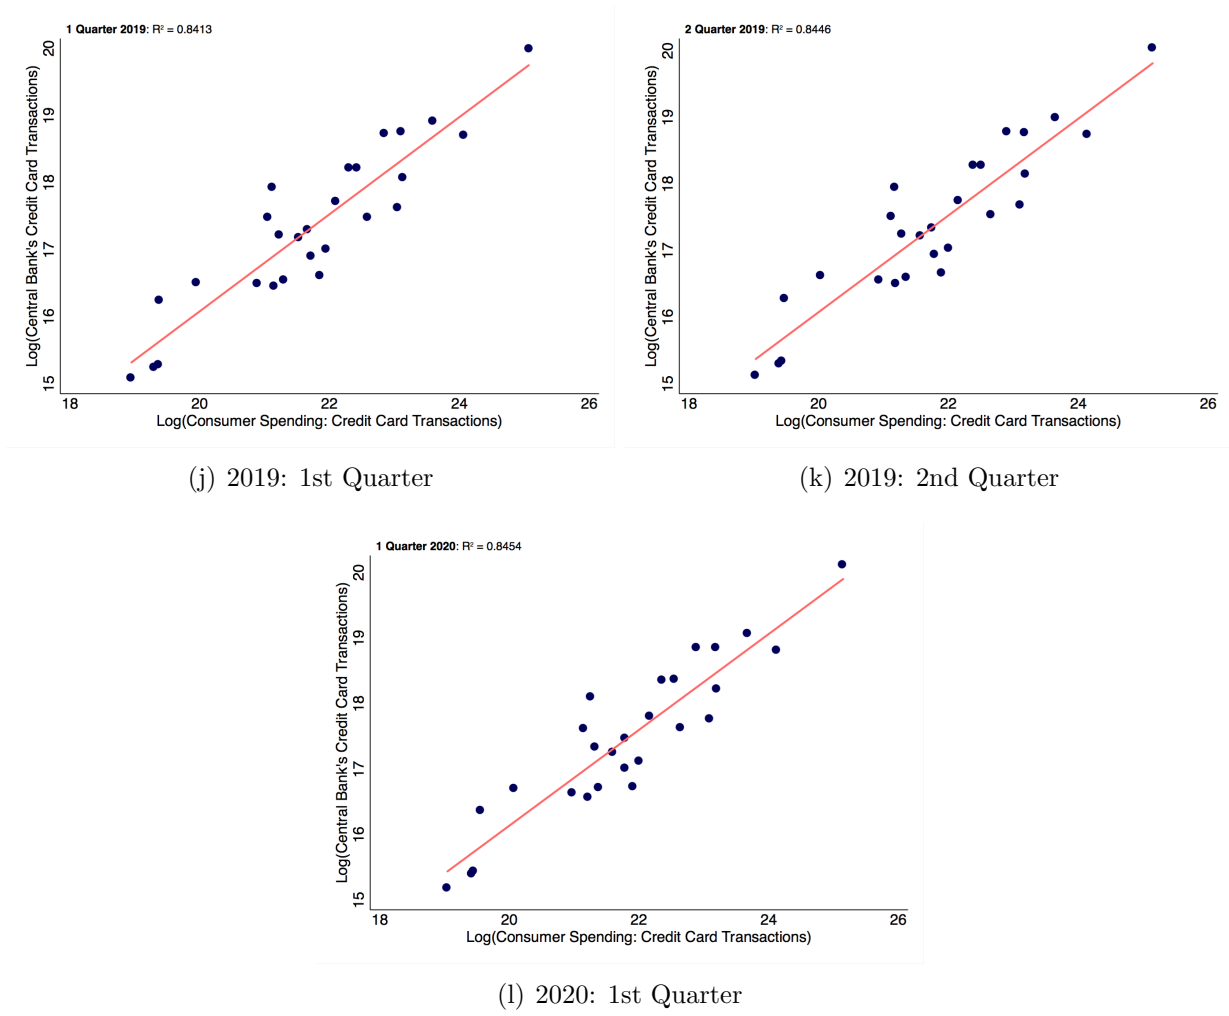 1 Quarter 2019: R² = 0.8413
Log(Central Bank's Credit Card Transactions)
20
19
18
17
16
15
18 20 22 24 26
Log(Consumer Spending: Credit Card Transactions)
(j) 2019: 1st Quarter
2 Quarter 2019: R² = 0.8446
Log(Central Bank's Credit Card Transactions)
20
19
18
17
16
15
18 20 22 24 26
Log(Consumer Spending: Credit Card Transactions)
(k) 2019: 2nd Quarter
1 Quarter 2020: R² = 0.8454
Log(Central Bank's Credit Card Transactions)
20
19
18
17
16
15
18 20 22 24 26
Log(Consumer Spending: Credit Card Transactions)
(l) 2020: 1st Quarter